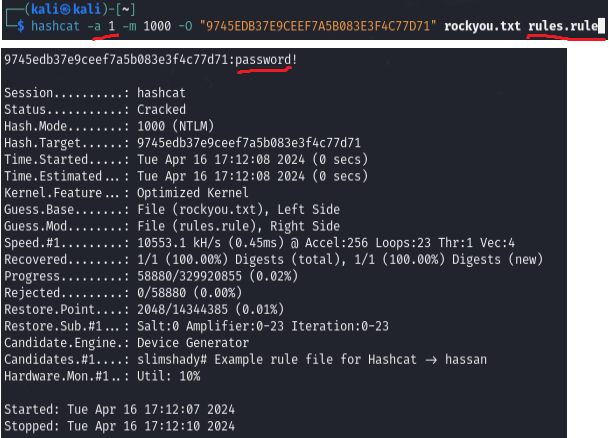 ┌──(kali㉿kali)-[~]
└─$ hashcat -a 1 -m 1000 -O "9745EDB37E9CEEF7A5B083E3F4C77D71" rockyou.txt rules.rule
9745edb37e9ceef7a5b083e3f4c77d71:password!
Session..........: hashcat
Status...........: Cracked
Hash.Mode........: 1000 (NTLM)
Hash.Target......: 9745edb37e9ceef7a5b083e3f4c77d71
Time.Started.....: Tue Apr 16 17:12:08 2024 (0 secs)
Time.Estimated...: Tue Apr 16 17:12:08 2024 (0 secs)
Kernel.Feature...: Optimized Kernel
Guess.Base.......: File (rockyou.txt), Left Side
Guess.Mod........: File (rules.rule), Right Side
Speed.#1.........: 10553.1 kH/s (0.45ms) @ Accel:256 Loops:23 Thr:1 Vec:4
Recovered........: 1/1 (100.00%) Digests (total), 1/1 (100.00%) Digests (new)
Progress.........: 58880/329920855 (0.02%)
Rejected.........: 0/58880 (0.00%)
Restore.Point....: 2048/14344385 (0.01%)
Restore.Sub.#1...: Salt:0 Amplifier:0-23 Iteration:0-23
Candidate.Engine.: Device Generator
Candidates.#1....: slimshady# Example rule file for Hashcat -> hassan
Hardware.Mon.#1..: Util: 10%
Started: Tue Apr 16 17:12:07 2024
Stopped: Tue Apr 16 17:12:10 2024